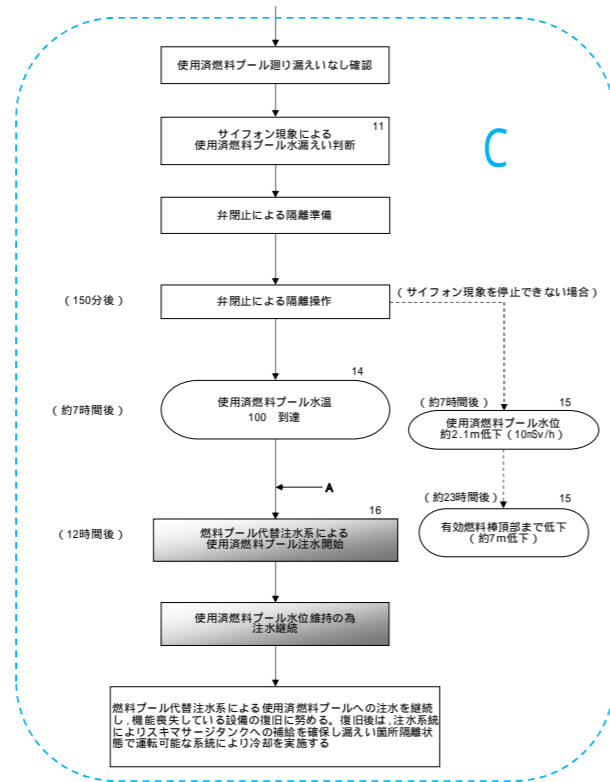 使用済燃料プール廻り漏えいなし確認
C
11
サイフォン現象による
使用済燃料プール水漏えい判断
弁閉止による隔離準備
(150分後)
弁閉止による隔離操作
(サイフォン現象を停止できない場合)
14
(約7時間後)
使用済燃料プール水温
100 到達
(約7時間後)
15
使用済燃料プール水位
約2.1m低下(10mSv/h)
A
(約23時間後)
15
有効燃料棒頂部まで低下
(約7m低下)
16
(12時間後)
燃料プール代替注水系による
使用済燃料プール注水開始
使用済燃料プール水位維持の為
注水継続
燃料プール代替注水系による使用済燃料プールへの注水を継続
し,機能喪失している設備の復旧に努める。復旧後は,注水系統
によりスキマサージタンクへの補給を確保し漏えい箇所隔離状
態で運転可能な系統により冷却を実施する